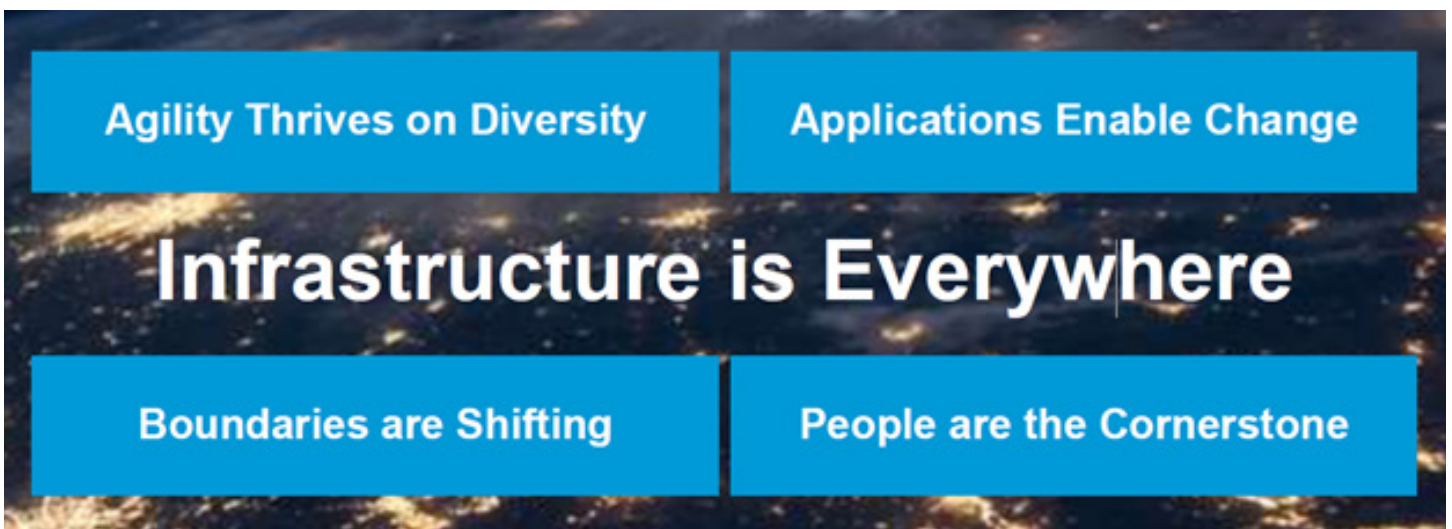 Agility Thrives on Diversity
Applications Enable Change
Infrastructure is Everywhere
Boundaries are Shifting
People are the Cornerstone